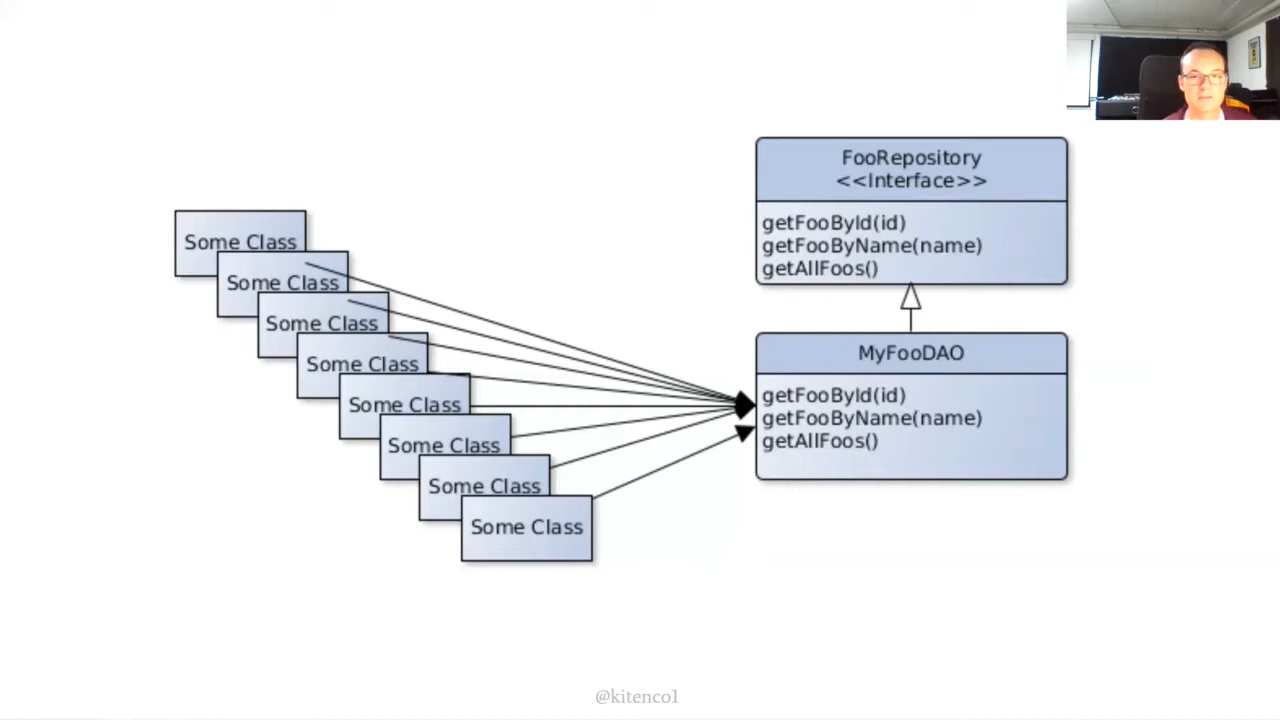 FooRepository
<<Interface>>
getFooById(id)
getFooByName(name)
getAllFoos()
Some Class
Some Class
Some Class
Some Class
Some Class
Some Class
Some Class
Some Class
MyFooDAO
getFooById(id)
getFooByName(name)
getAllFoos()
@kitenco1